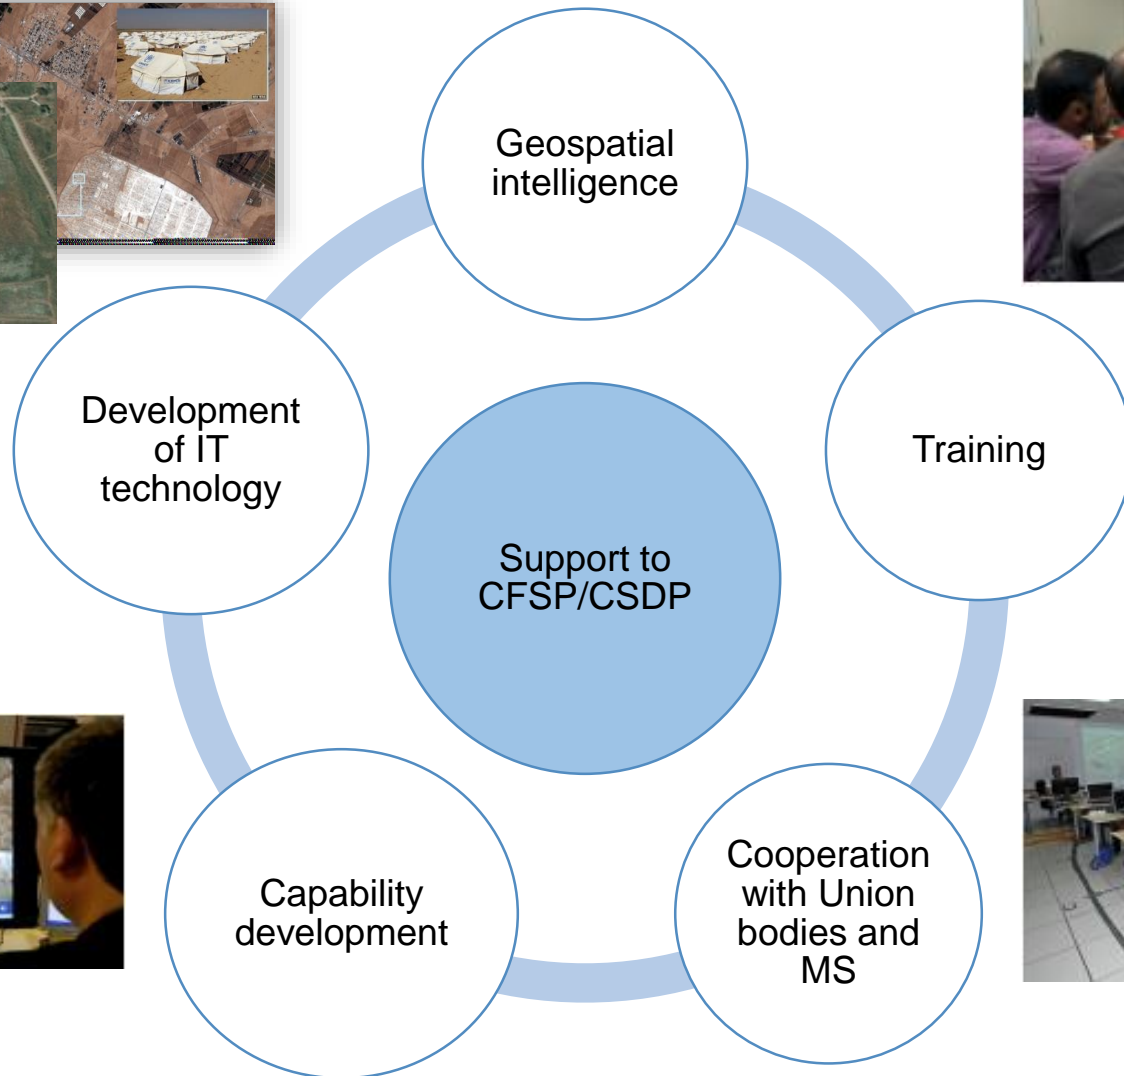 Geospatial
intelligence
Training
Cooperation
with Union
bodies and
MS
Capability
development
Development
of IT
technology
Support to
CFSP/CSDP